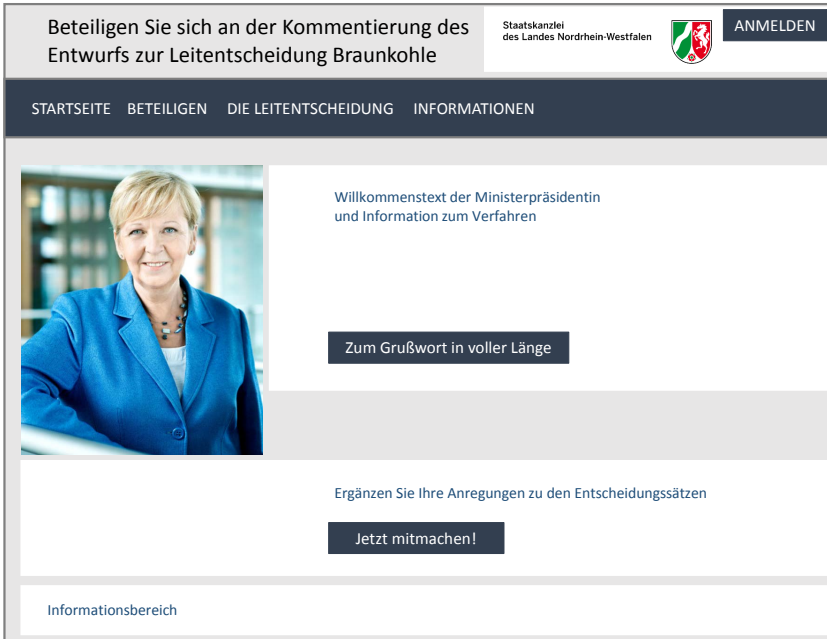 Beteiligen Sie sich an der Kommentierung des
Entwurfs zur Leitentscheidung Braunkohle
Staatskanzlei
des Landes Nordrhein-Westfalen
ANMELDEN
STARTSEITE BETEILIGEN DIE LEITENTSCHEIDUNG INFORMATIONEN
Willkommenstext der Ministerpräsidentin
und Information zum Verfahren
Zum Grußwort in voller Länge
Ergänzen Sie Ihre Anregungen zu den Entscheidungssätzen
Jetzt mitmachen!
Informationsbereich